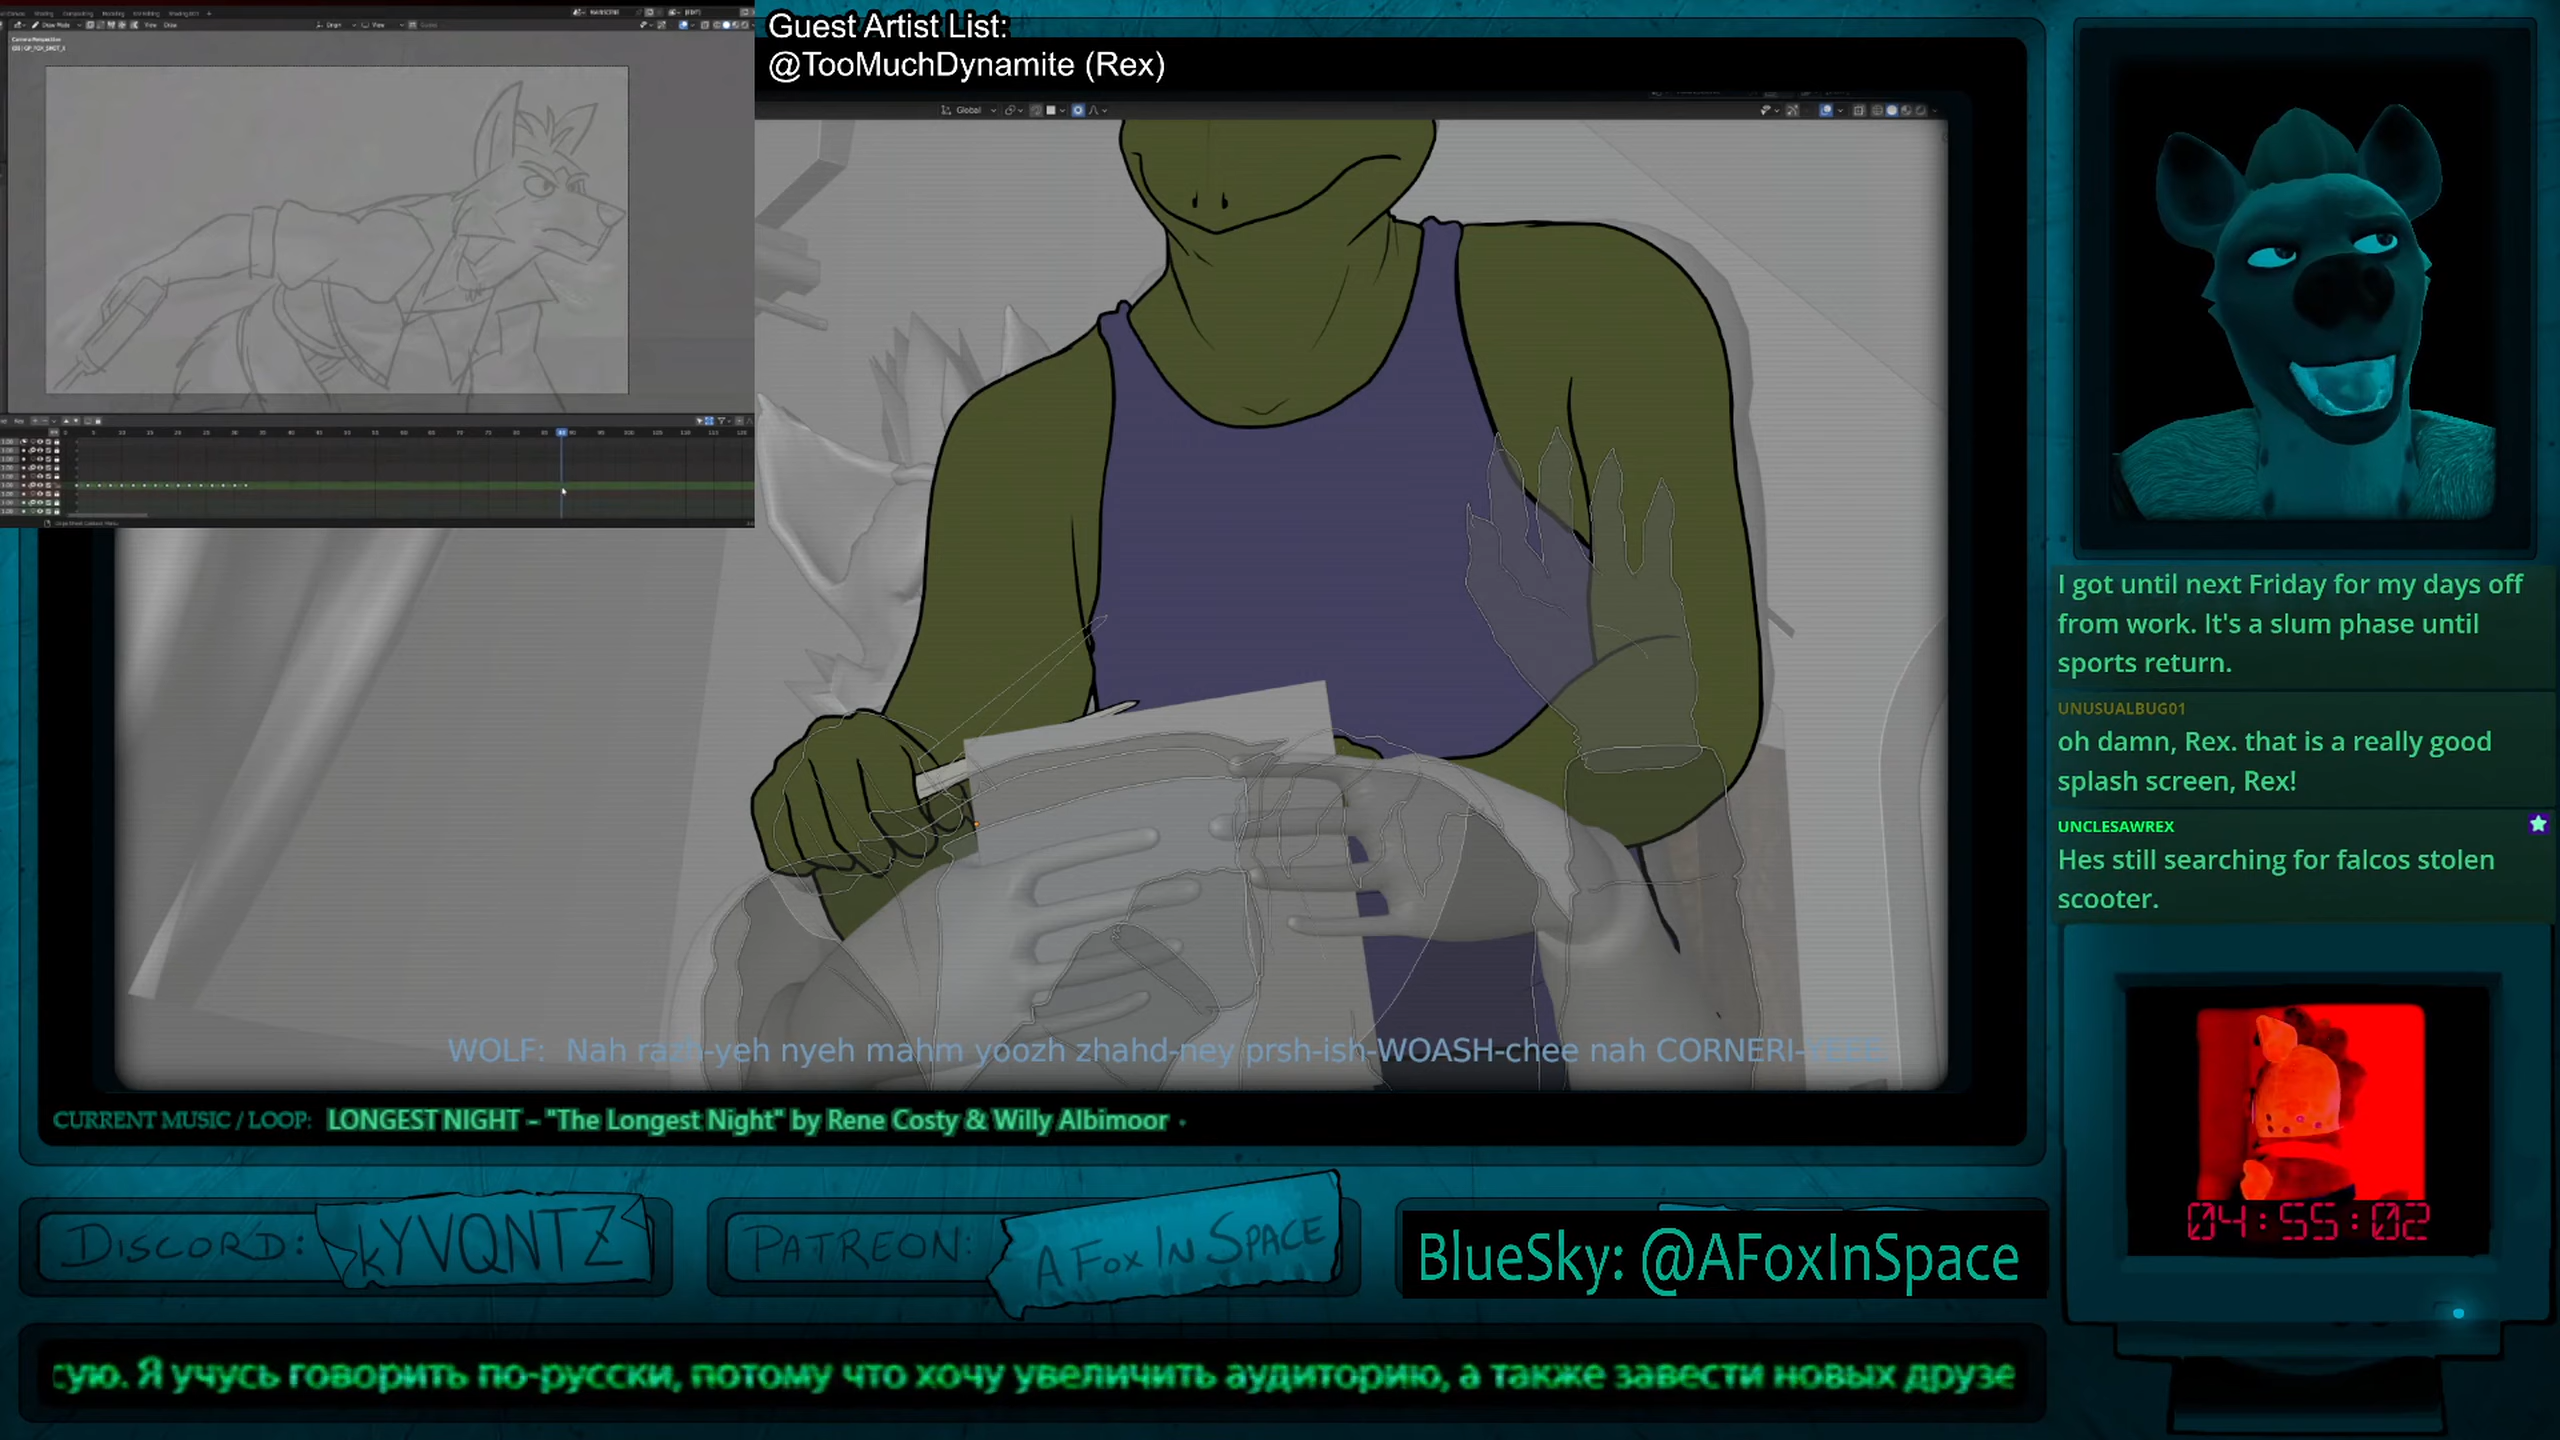 Guest Artist List:
@TooMuchDynamite (Rex)
Global
I got until next Friday for my days off
from work. It's a slum phase until
sports return.
UNUSUALBUG01
oh damn, Rex. that is a really good
splash screen, Rex!
UNCLESAWREX
Hes still searching for falcos stolen
scooter.
WOLF: Nah razh-yeh nyeh mahm yoozh zhahd-ney prsh-ish-WOASH-chee nah CORNERI-YEEE.
CURRENT MUSIC / LOOP: LONGEST NIGHT - "The Longest Night" by Rene Costy & Willy Albimoor
04:55:02
DISCORD: kYVQNTZ
PATREON: A FOX IN SPACE
BlueSky: @AFoxInSpace
сую. Я учусь говорить по-русски, потому что хочу увеличить аудиторию, а также завести новых друзе